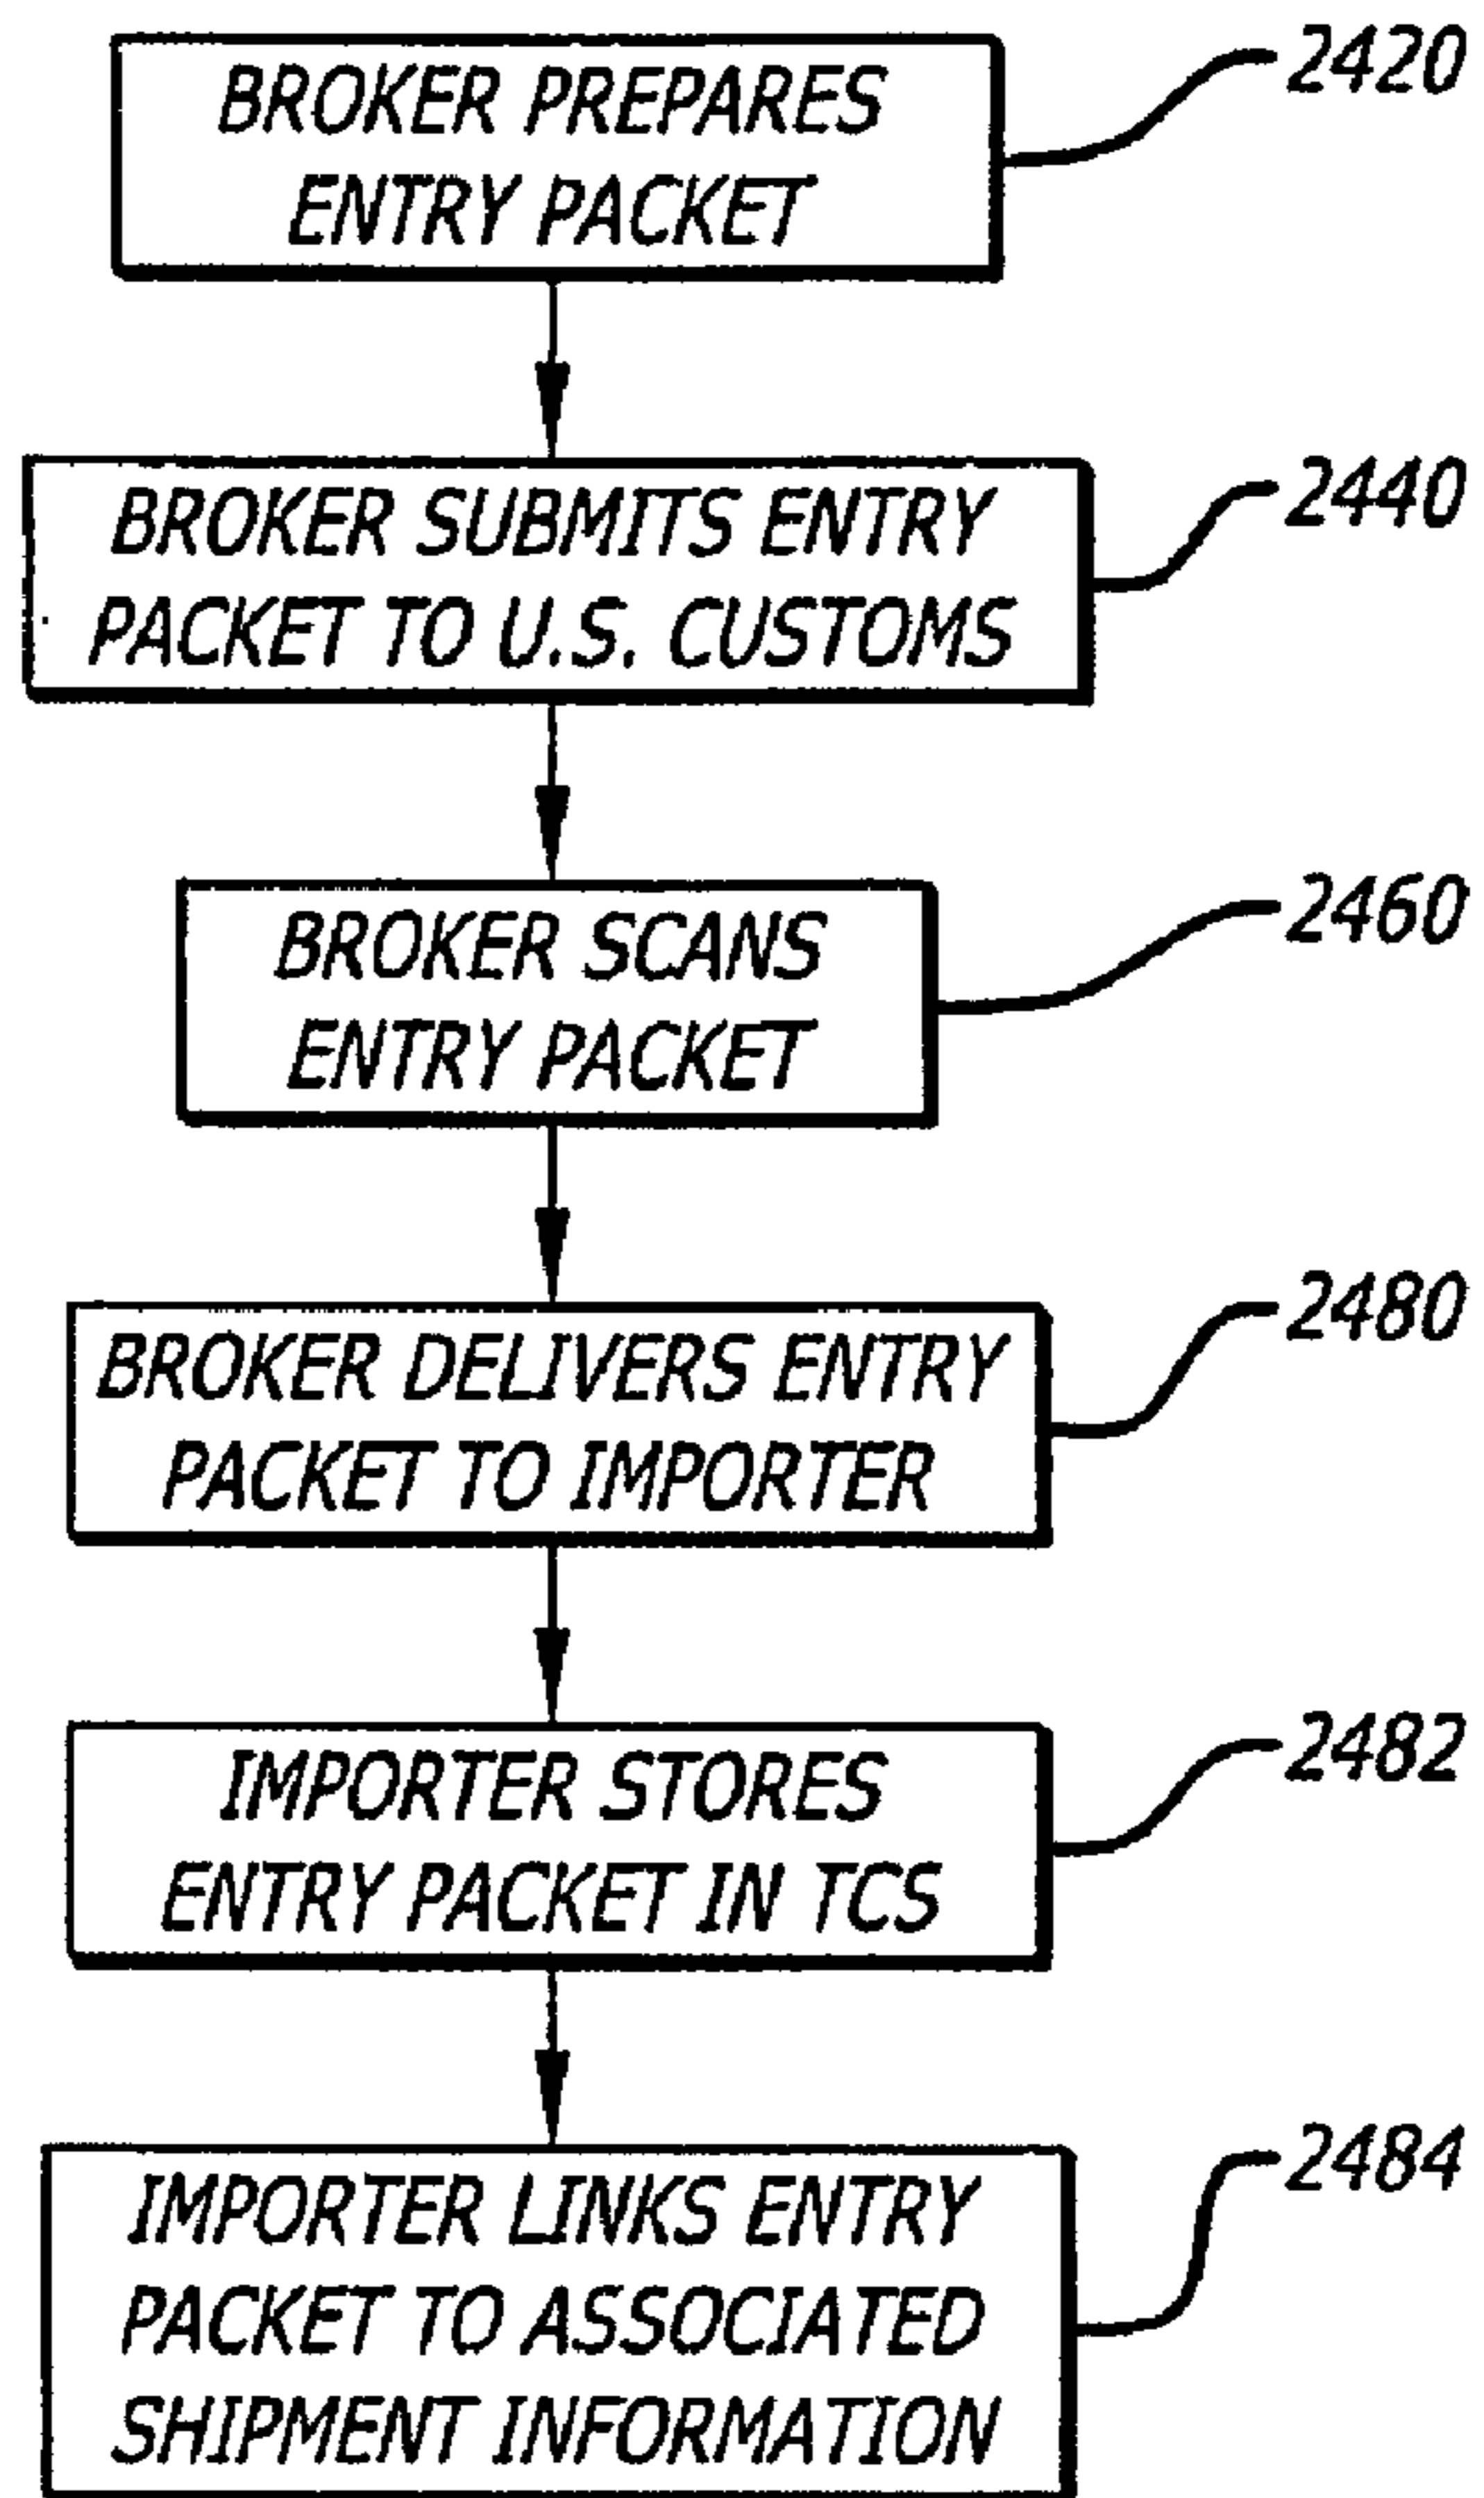 BROKER PREPARES
ENTRY PACKET
2420
BROKER SUBMITS ENTRY
PACKET TO U.S. CUSTOMS
2440
BROKER SCANS
ENTRY PACKET
2460
BROKER DELIVERS ENTRY
PACKET TO IMPORTER
2480
IMPORTER STORES
ENTRY PACKET IN TCS
2482
IMPORTER LINKS ENTRY
PACKET TO ASSOCIATED
SHIPMENT INFORMATION
2484